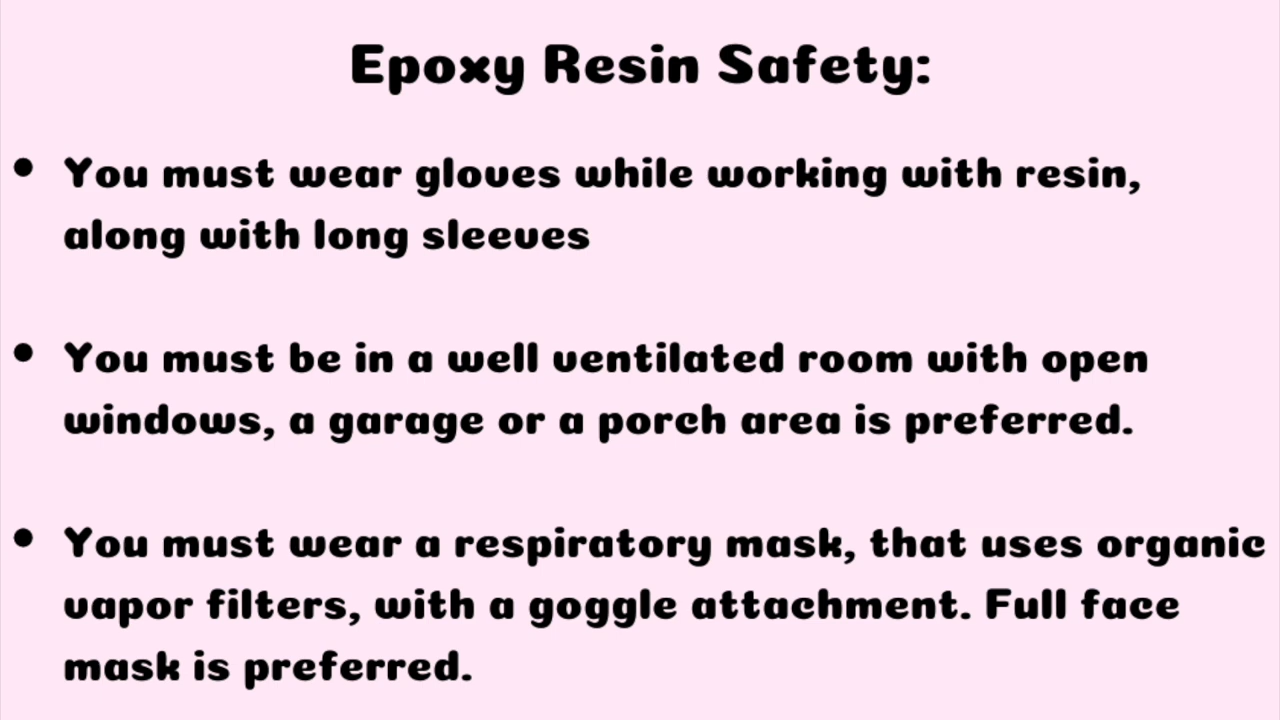 Epoxy Resin Safety:
• You must wear gloves while working with resin,
along with long sleeves
• You must be in a well ventilated room with open
windows, a garage or a porch area is preferred.
• You must wear a respiratory mask, that uses organic
vapor filters, with a goggle attachment. Full face
mask is preferred.